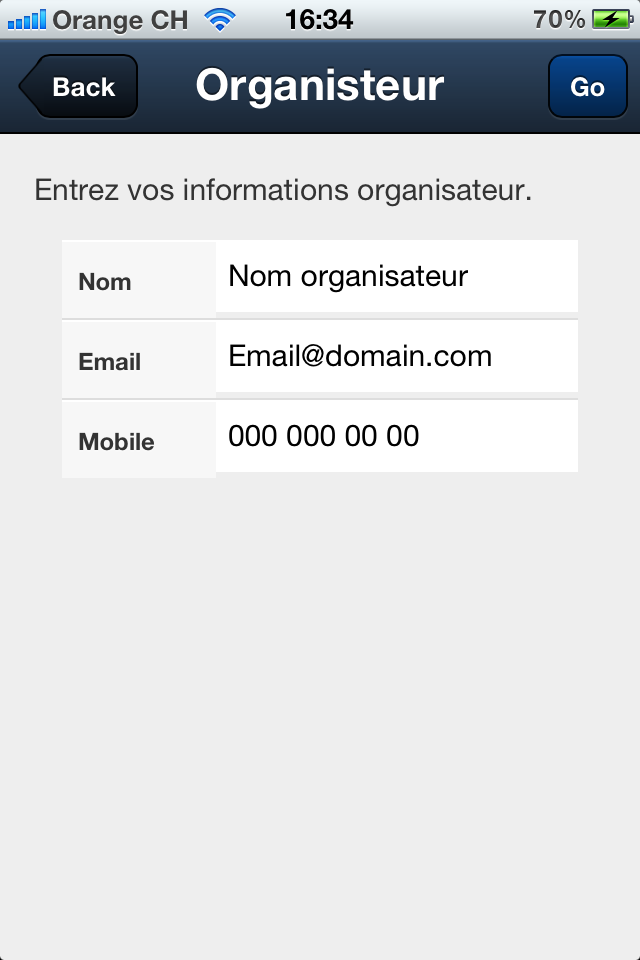 Orange CH 16:34 70%
Back Organisteur Go
Entrez vos informations organisateur.
Nom Nom organisateur
Email Email@domain.com
Mobile 000 000 00 00